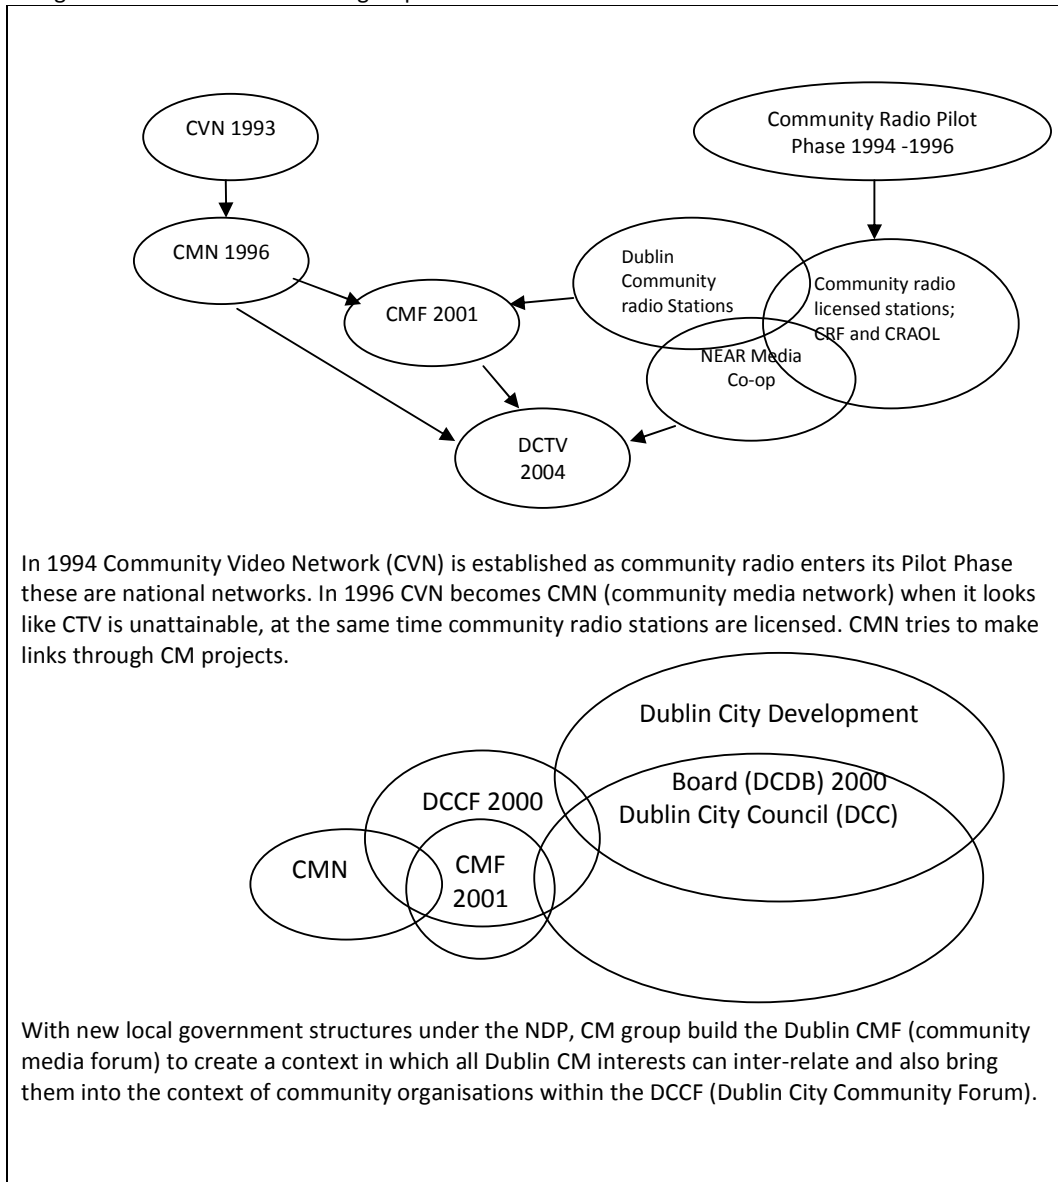 CVN 1993
Community Radio Pilot
Phase 1994 -1996
CMN 1996
Dublin
Community
radio Stations
Community radio
licensed stations;
CRF and CRAOL
CMF 2001
NEAR Media
Co-op
DCTV
2004
In 1994 Community Video Network (CVN) is established as community radio enters its Pilot Phase
these are national networks. In 1996 CVN becomes CMN (community media network) when it looks
like CTV is unattainable, at the same time community radio stations are licensed. CMN tries to make
links through CM projects.
Dublin City Development
Board (DCDB) 2000
Dublin City Council (DCC)
DCCF 2000
CMN
CMF
2001
With new local government structures under the NDP, CM group build the Dublin CMF (community
media forum) to create a context in which all Dublin CM interests can inter-relate and also bring
them into the context of community organisations within the DCCF (Dublin City Community Forum).